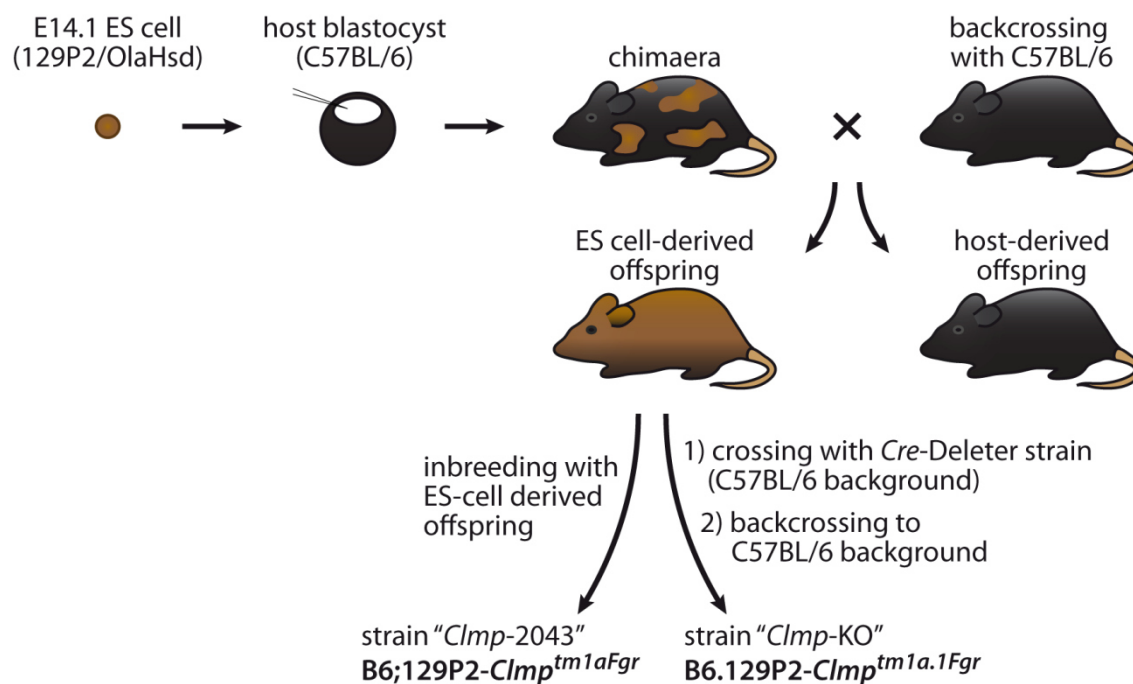 E14.1 ES cell
(129P2/OlaHsd)
host blastocyst
(C57BL/6)
chimaera
backcrossing
with C57BL/6
ES cell-derived
offspring
host-derived
offspring
inbreeding with
ES-cell derived
offspring
1) crossing with Cre-Deleter strain
(C57BL/6 background)
2) backcrossing to
C57BL/6 background
strain “Clmp-2043”
B6;129P2-Clmptm1aFgr
strain “Clmp-KO”
B6.129P2-Clmptm1a.1Fgr